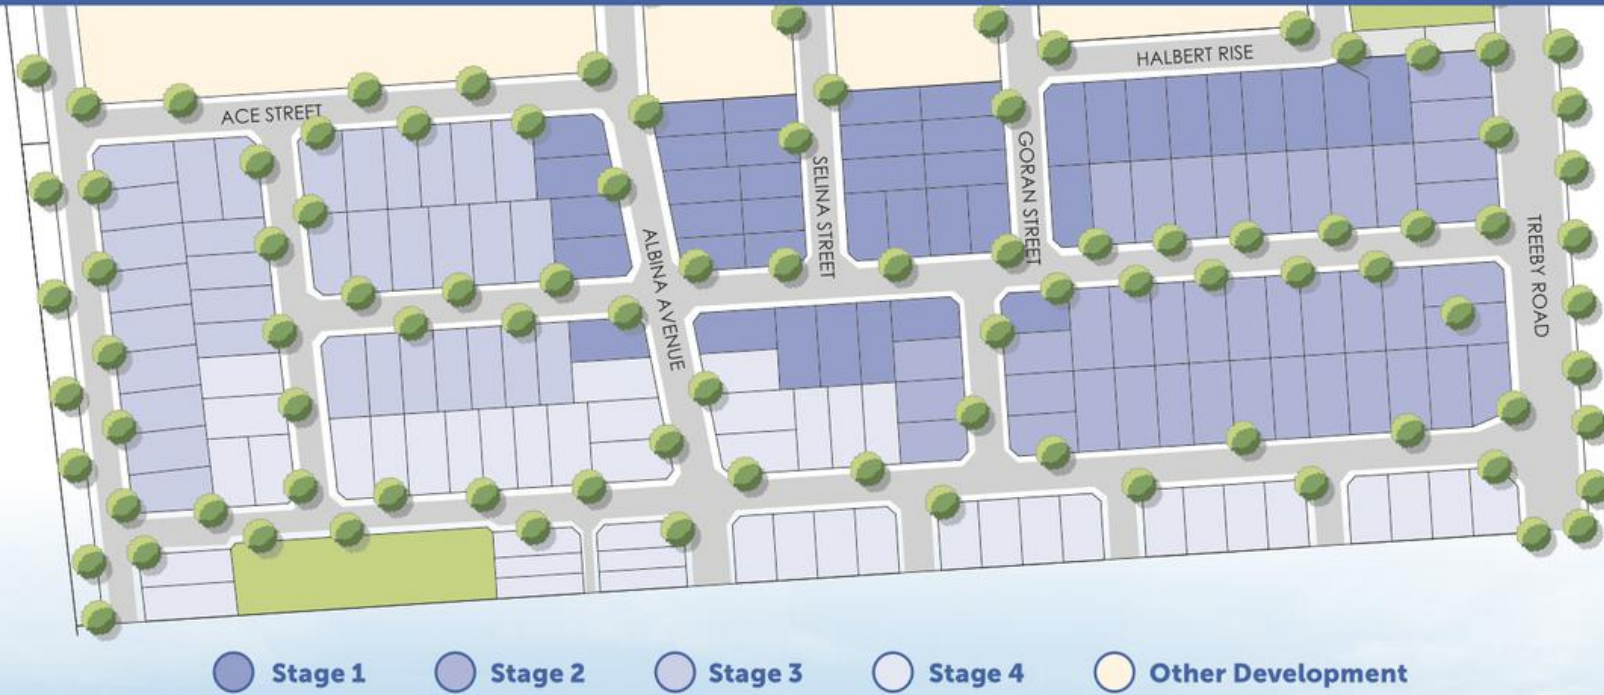 HALBERT RISE
ACE STREET
GORAN STREET
SELINA STREET
TREEBY ROAD
ALBINA AVENUE
Stage 1
Stage 2
Stage 3
Stage 4
Other Development